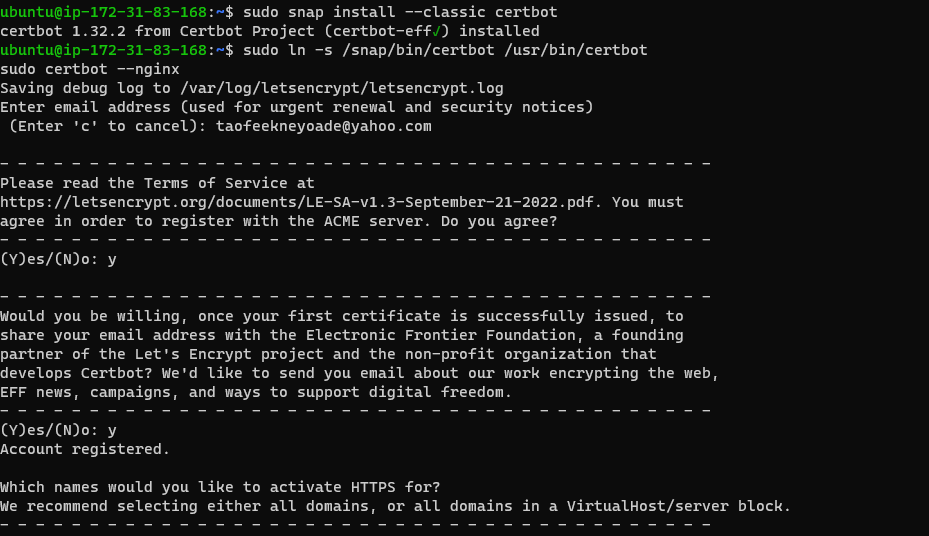 ubuntu@ip-172-31-83-168:~$ sudo snap install --classic certbot
certbot 1.32.2 from Certbot Project (certbot-eff✓) installed
ubuntu@ip-172-31-83-168:~$ sudo ln -s /snap/bin/certbot /usr/bin/certbot
sudo certbot --nginx
Saving debug log to /var/log/letsencrypt/letsencrypt.log
Enter email address (used for urgent renewal and security notices)
 (Enter 'c' to cancel): taofeekneyoade@yahoo.com

- - - - - - - - - - - - - - - - - - - - - - - - - - - - - - - - - - - - - - - -
Please read the Terms of Service at
https://letsencrypt.org/documents/LE-SA-v1.3-September-21-2022.pdf. You must
agree in order to register with the ACME server. Do you agree?
- - - - - - - - - - - - - - - - - - - - - - - - - - - - - - - - - - - - - - - -
(Y)es/(N)o: y

- - - - - - - - - - - - - - - - - - - - - - - - - - - - - - - - - - - - - - - -
Would you be willing, once your first certificate is successfully issued, to
share your email address with the Electronic Frontier Foundation, a founding
partner of the Let's Encrypt project and the non-profit organization that
develops Certbot? We'd like to send you email about our work encrypting the web,
EFF news, campaigns, and ways to support digital freedom.
- - - - - - - - - - - - - - - - - - - - - - - - - - - - - - - - - - - - - - - -
(Y)es/(N)o: y
Account registered.

Which names would you like to activate HTTPS for?
We recommend selecting either all domains, or all domains in a VirtualHost/server block.
- - - - - - - - - - - - - - - - - - - - - - - - - - - - - - - - - - - - - - - -